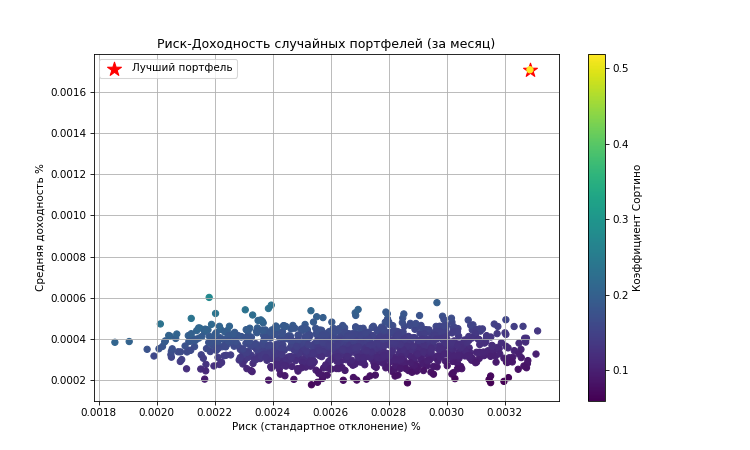 Риск-Доходность случайных портфелей (за месяц)
Лучший портфель
0.0016
0.0014
0.0012
0.0010
0.0008
0.0006
0.0004
0.0002
Средняя доходность %
0.0018 0.0020 0.0022 0.0024 0.0026 0.0028 0.0030 0.0032
Риск (стандартное отклонение) %
0.5
0.4
0.3
0.2
0.1
Коэффициент Сортино